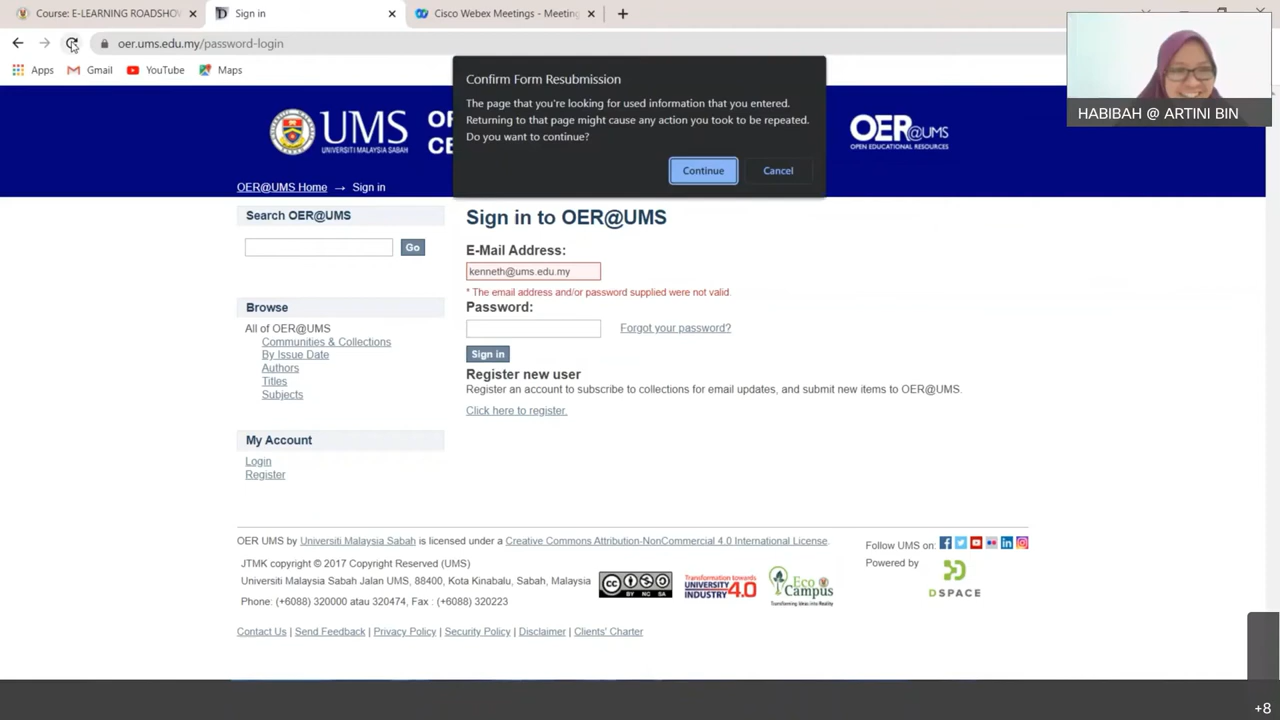 Course: E-LEARNING ROADSHOW
Sign in
Cisco Webex Meetings - Meeting
oer.ums.edu.my/password-login
Apps
Gmail
YouTube
Maps
Confirm Form Resubmission
The page that you're looking for used information that you entered.
Returning to that page might cause any action you took to be repeated.
Do you want to continue?
Continue
Cancel
HABIBAH @ ARTINI BIN
UMS
UNIVERSITI MALAYSIA SABAH
OER@UMS
OPEN EDUCATIONAL RESOURCES
OER@UMS Home → Sign in
Search OER@UMS
Go
Browse
All of OER@UMS
Communities & Collections
By Issue Date
Authors
Titles
Subjects
My Account
Login
Register
Sign in to OER@UMS
E-Mail Address:
kenneth@ums.edu.my
* The email address and/or password supplied were not valid.
Password:
Forgot your password?
Sign in
Register new user
Register an account to subscribe to collections for email updates, and submit new items to OER@UMS.
Click here to register.
OER UMS by Universiti Malaysia Sabah is licensed under a Creative Commons Attribution-NonCommercial 4.0 International License.
JTMK copyright © 2017 Copyright Reserved (UMS)
Universiti Malaysia Sabah Jalan UMS, 88400, Kota Kinabalu, Sabah, Malaysia
Phone: (+6088) 320000 atau 320474, Fax : (+6088) 320223
cc
BY NC SA
Transformation towards
UNIVERSITY
INDUSTRY 4.0
Eco
Campus
Transforming Ideas into Reality
Follow UMS on:
Powered by
DSPACE
Contact Us | Send Feedback | Privacy Policy | Security Policy | Disclaimer | Clients' Charter
+8